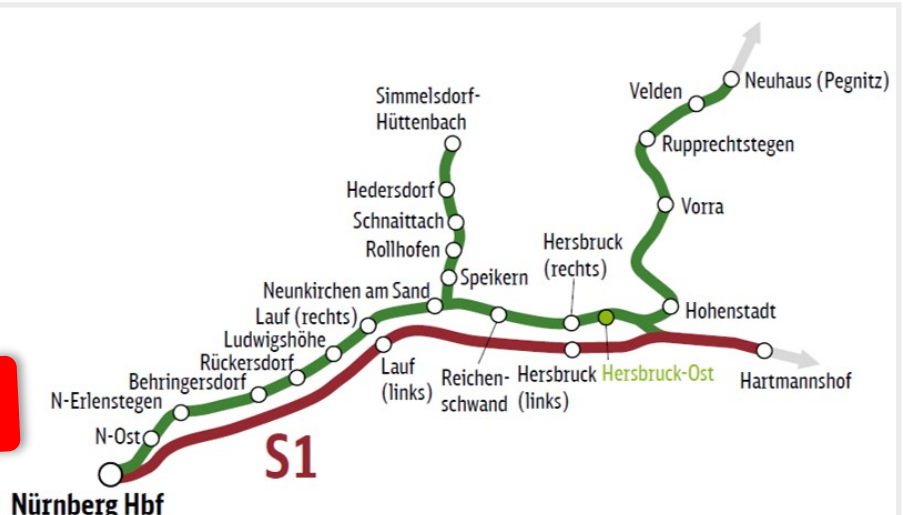 Neuhaus (Pegnitz)
Velden
Simmelsdorf-
Hüttenbach
Rupprechtstegen
Hedersdorf
Vorra
Schnaittach
Rollhofen
Hersbruck
(rechts)
Speikern
Neunkirchen am Sand
Hohenstadt
Lauf (rechts)
Ludwigshöhe
Rückersdorf
Behringersdorf
N-Erlenstegen
N-Ost
Lauf
(links)
Reichen-
schwand
Hersbruck
(links)
Hersbruck-Ost
Hartmannshof
S1
Nürnberg Hbf